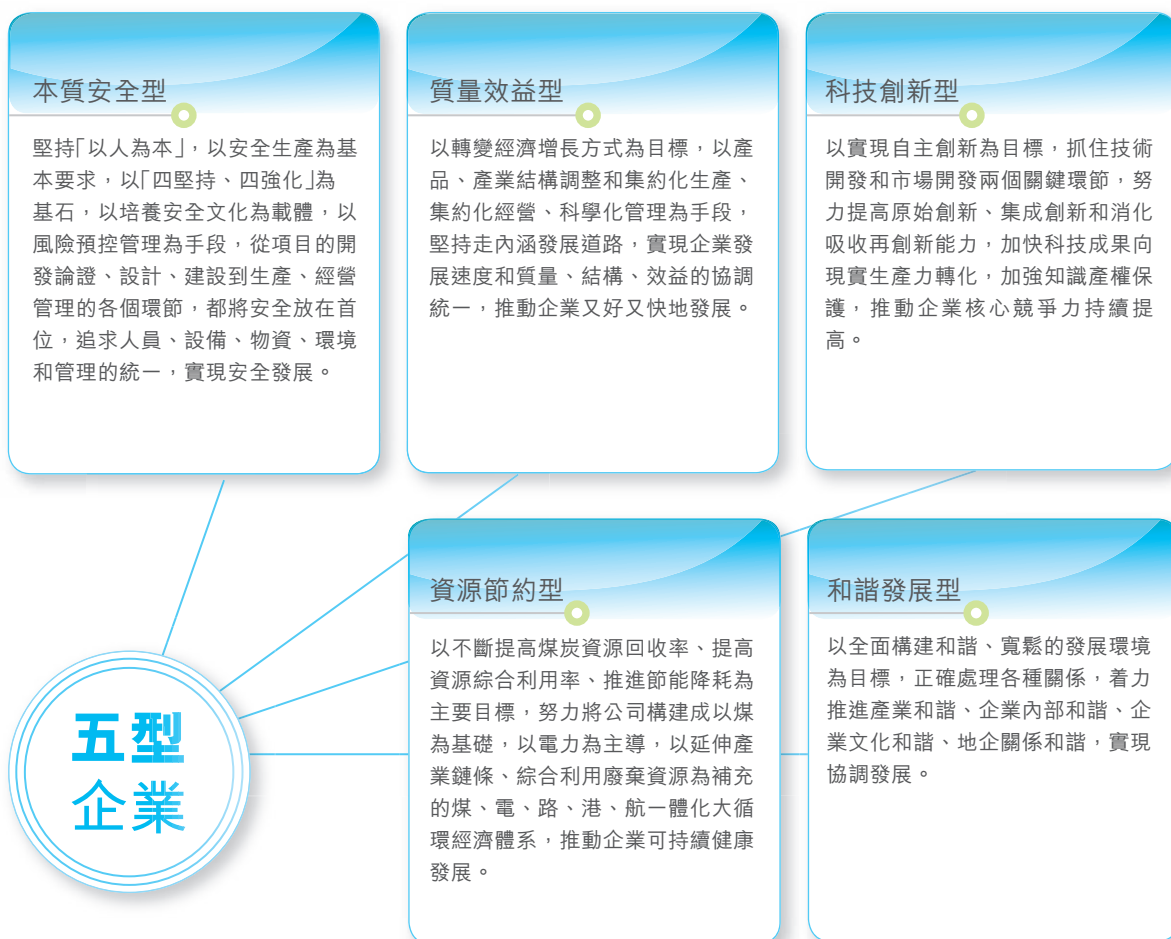 本質安全型
堅持「以人為本」，以安全生產為基
本要求，以「四堅持、四強化」為
基石，以培養安全文化為載體，以
風險預控管理為手段，從項目的開
發論證、設計、建設到生產、經營
管理的各個環節，都將安全放在首
位，追求人員、設備、物資、環境
和管理的統一，實現安全發展。
質量效益型
以轉變經濟增長方式為目標，以產
品、產業結構調整和集約化生產、
集約化經營、科學化管理為手段，
堅持走內涵發展道路，實現企業發
展速度和質量、結構、效益的協調
統一，推動企業又好又快地發展。
科技創新型
以實現自主創新為目標，抓住技術
開發和市場開發兩個關鍵環節，努
力提高原始創新、集成創新和消化
吸收再創新能力，加快科技成果向
現實生產力轉化，加強知識產權保
護，推動企業核心競爭力持續提
高。
五型
企業
資源節約型
以不斷提高煤炭資源回收率、提高
資源綜合利用率、推進節能降耗為
主要目標，努力將公司構建成以煤
為基礎，以電力為主導，以延伸產
業鏈條、綜合利用廢棄資源為補充
的煤、電、路、港、航一體化大循
環經濟體系，推動企業可持續健康
發展。
和諧發展型
以全面構建和諧、寬鬆的發展環境
為目標，正確處理各種關係，着力
推進產業和諧、企業內部和諧、企
業文化和諧、地企關係和諧，實現
協調發展。